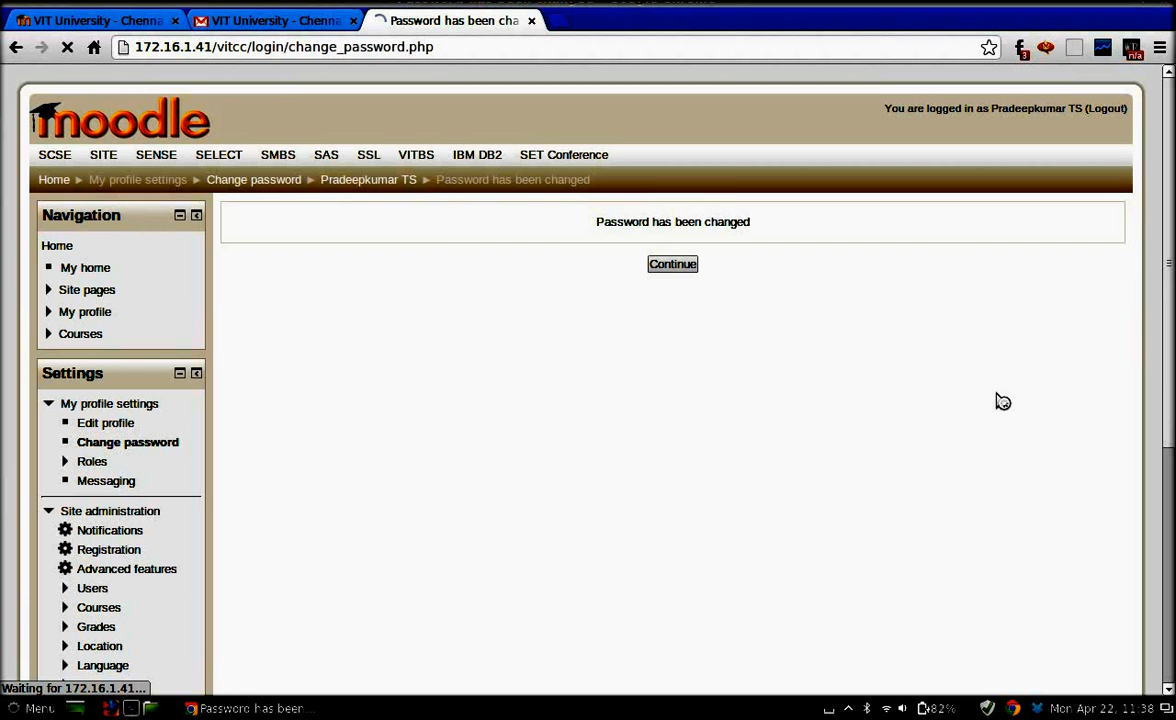 VIT University - Chenna × VIT University - Chenna × Password has been cha ×
172.16.1.41/vitcc/login/change_password.php
3 n/a
moodle
You are logged in as Pradeepkumar TS (Logout)
SCSE SITE SENSE SELECT SMBS SAS SSL VITBS IBM DB2 SET Conference
Home ► My profile settings ► Change password ► Pradeepkumar TS ► Password has been changed
Navigation
Home
My home
Site pages
My profile
Courses
Password has been changed
Continue
Settings
My profile settings
Edit profile
Change password
Roles
Messaging
Site administration
Notifications
Registration
Advanced features
Users
Courses
Grades
Location
Language
Waiting for 172.16.1.41...
Menu Password has been... 82% Mon Apr 22, 11:38